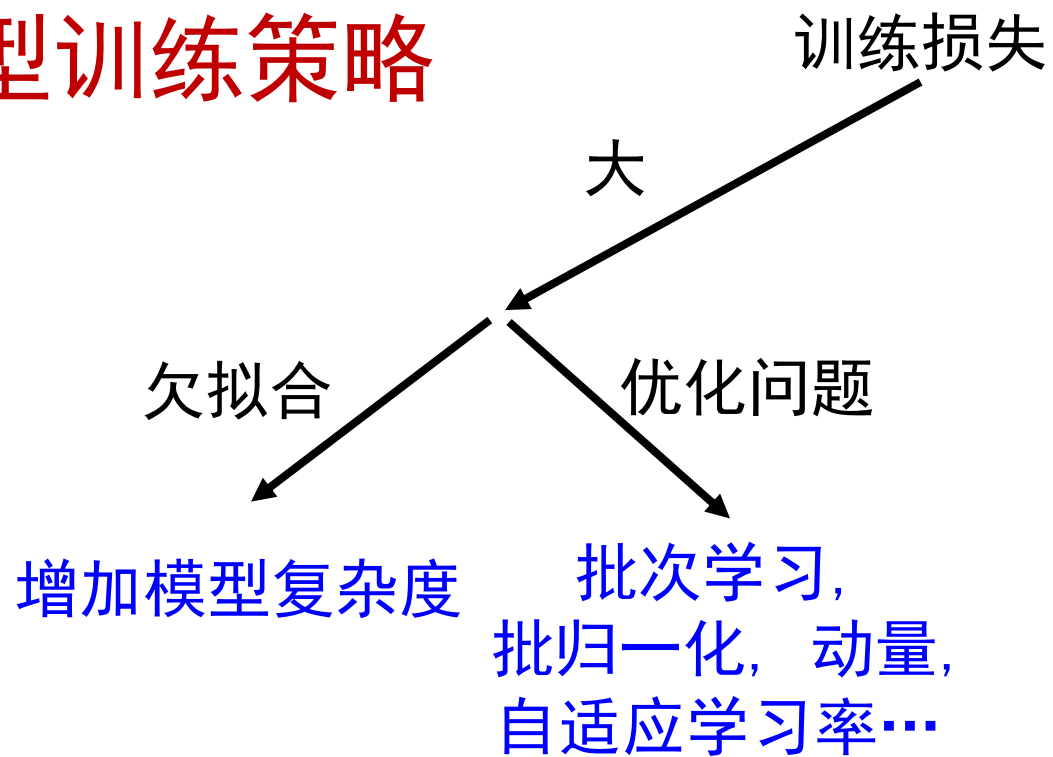 型训练策略
训练损失
大
欠拟合
优化问题
增加模型复杂度
批次学习,
批归一化, 动量,
自适应学习率…